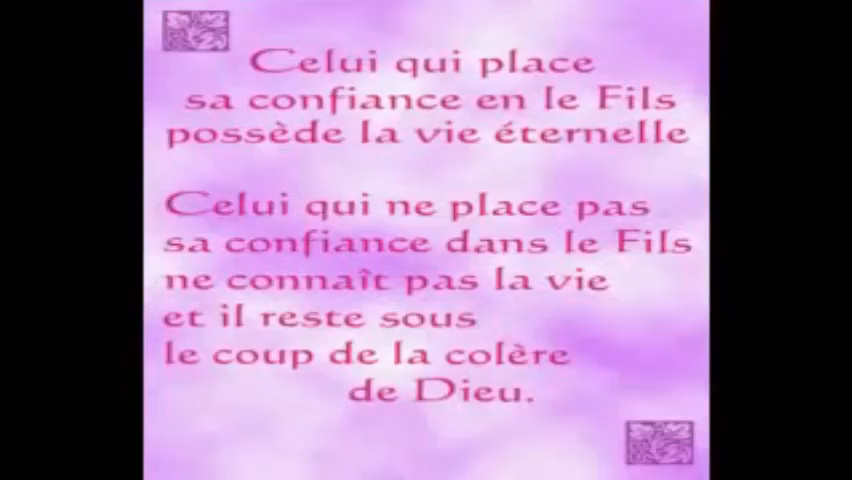 Celui qui place
sa confiance en le Fils
possède la vie éternelle
Celui qui ne place pas
sa confiance dans le Fils
ne connaît pas la vie
et il reste sous
le coup de la colère
de Dieu.